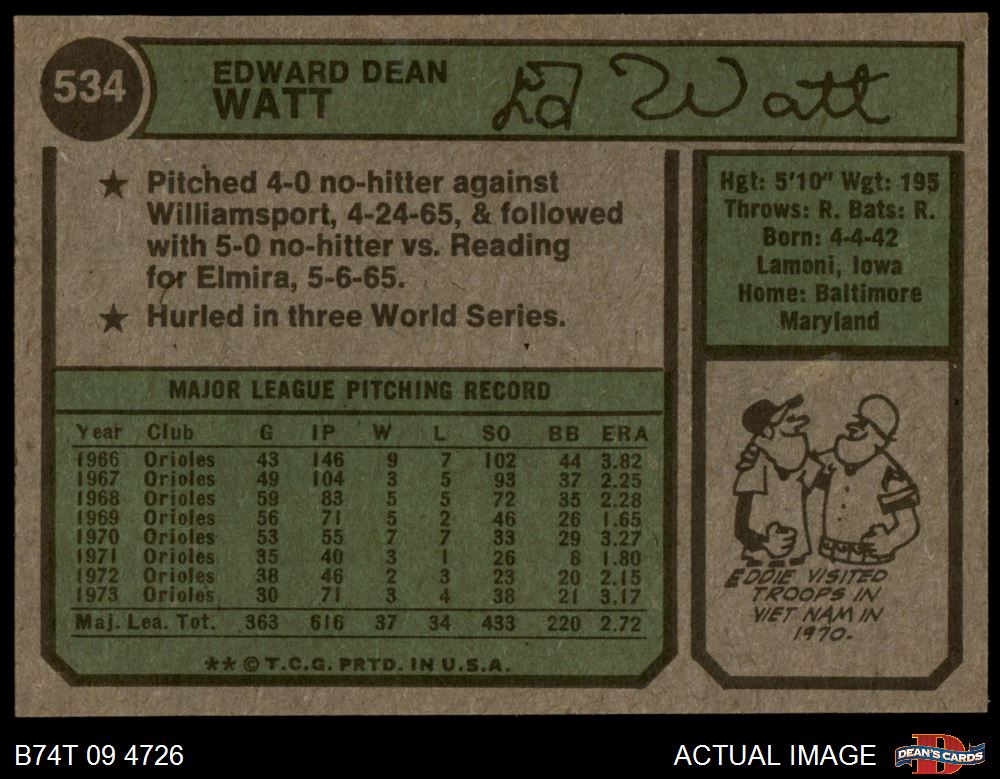 534
EDWARD DEAN
WATT
Ed Watt
★ Pitched 4-0 no-hitter against
Williamsport, 4-24-65, & followed
with 5-0 no-hitter vs. Reading
for Elmira, 5-6-65.
★ Hurled in three World Series.
Hgt: 5'10" Wgt: 195
Throws: R. Bats: R.
Born: 4-4-42
Lamoni, Iowa
Home: Baltimore
Maryland
MAJOR LEAGUE PITCHING RECORD
Year Club G IP W L SO BB ERA
1966 Orioles 43 146 9 7 102 44 3.82
1967 Orioles 49 104 3 5 93 37 2.25
1968 Orioles 59 83 5 5 72 35 2.28
1969 Orioles 56 71 5 2 46 26 1.65
1970 Orioles 53 55 7 7 33 29 3.27
1971 Orioles 35 40 3 1 26 8 1.80
1972 Orioles 38 46 2 3 23 20 2.15
1973 Orioles 30 71 3 4 38 21 3.17
Maj. Lea. Tot. 363 616 37 34 433 220 2.72
** © T.C.G. PRTD. IN U.S.A.
EDDIE VISITED
TROOPS IN
VIET NAM IN
1970.
B74T 09 4726
ACTUAL IMAGE
DEAN'S CARDS